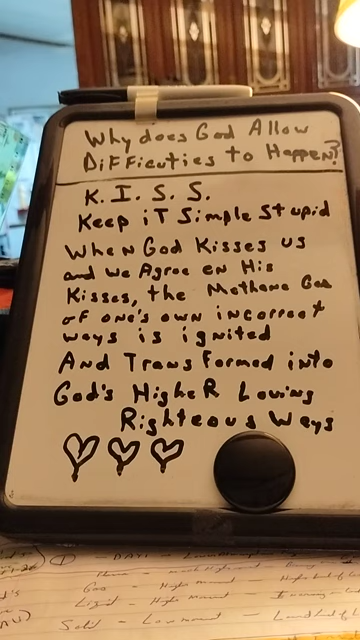 Why does God Allow
Difficulties to Happen?
K. I. S. S.
Keep iT Simple Stupid
When God Kisses us
and we Agree on His
Kisses, the Methane Gas
of one's own incorrect
ways is ignited
And Transformed into
God's Higher Loving
Righteous Ways
Gas
Solid